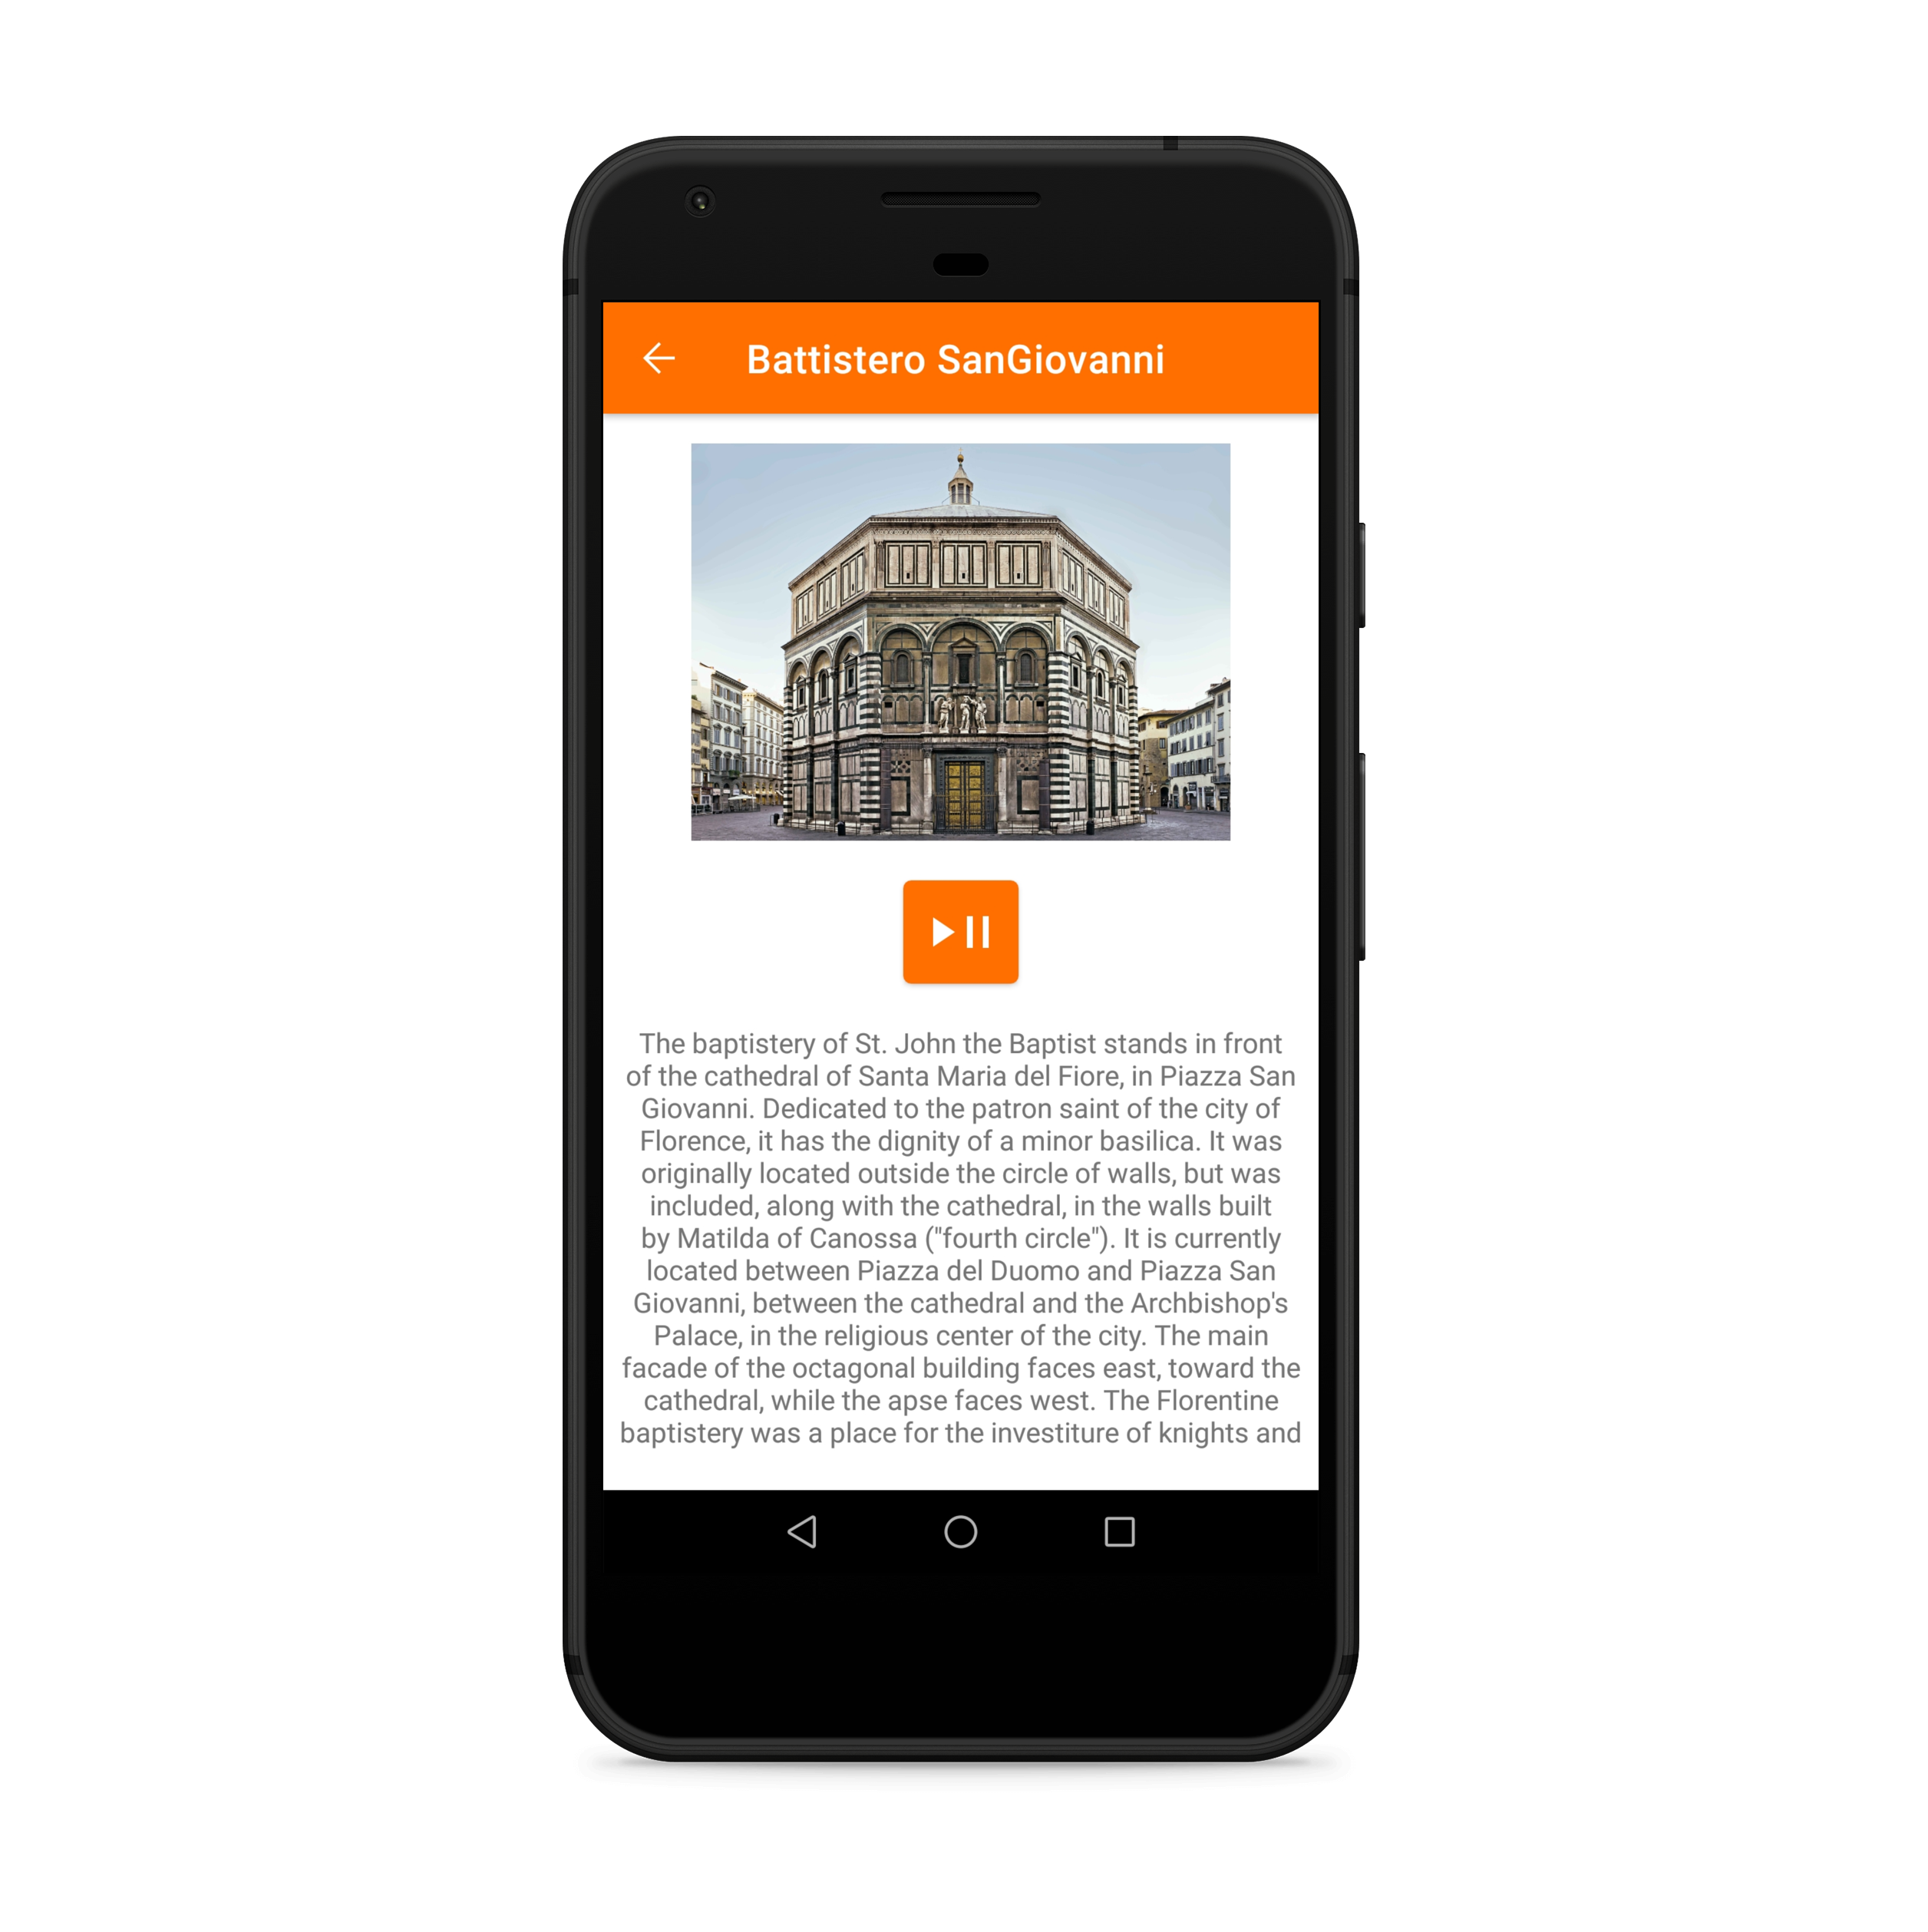 Battistero SanGiovanni
The baptistery of St. John the Baptist stands in front
of the cathedral of Santa Maria del Fiore, in Piazza San
Giovanni. Dedicated to the patron saint of the city of
Florence, it has the dignity of a minor basilica. It was
originally located outside the circle of walls, but was
included, along with the cathedral, in the walls built
by Matilda of Canossa ("fourth circle"). It is currently
located between Piazza del Duomo and Piazza San
Giovanni, between the cathedral and the Archbishop's
Palace, in the religious center of the city. The main
facade of the octagonal building faces east, toward the
cathedral, while the apse faces west. The Florentine
baptistery was a place for the investiture of knights and